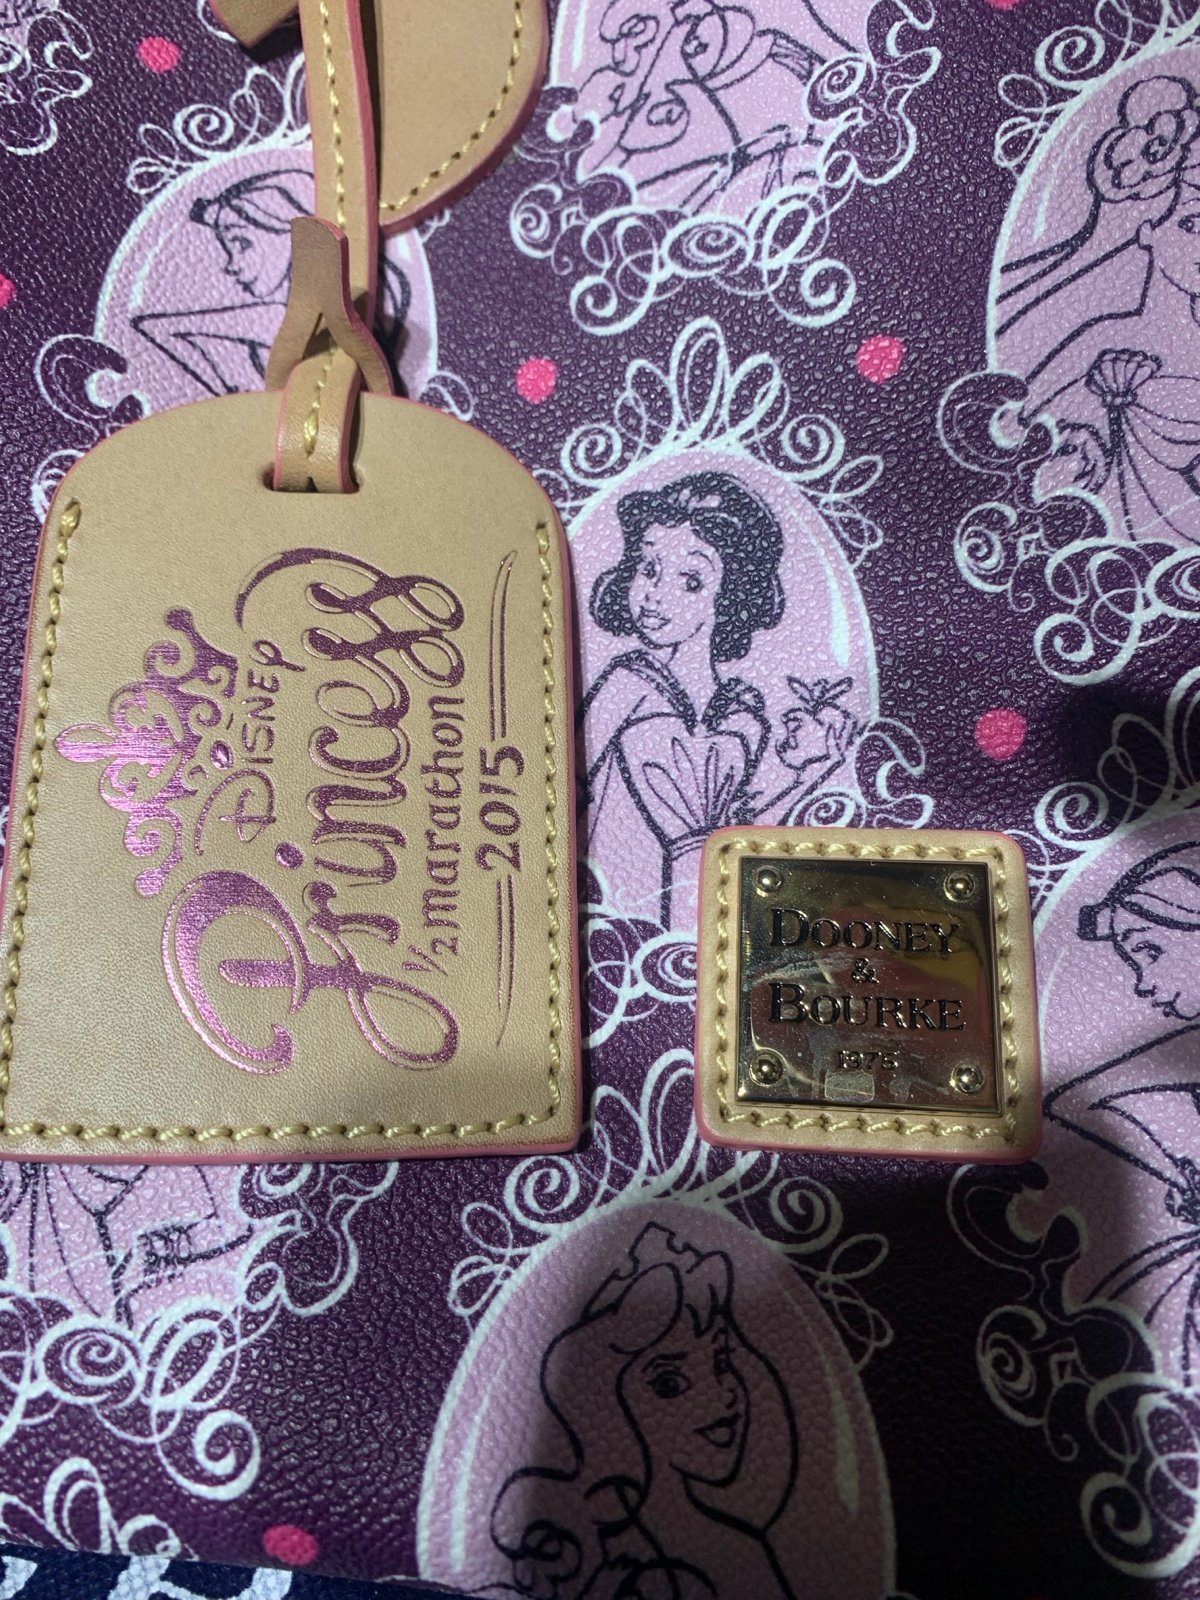 Disney
Princess
½ marathon
2015
DOONEY
&
BOURKE
1975